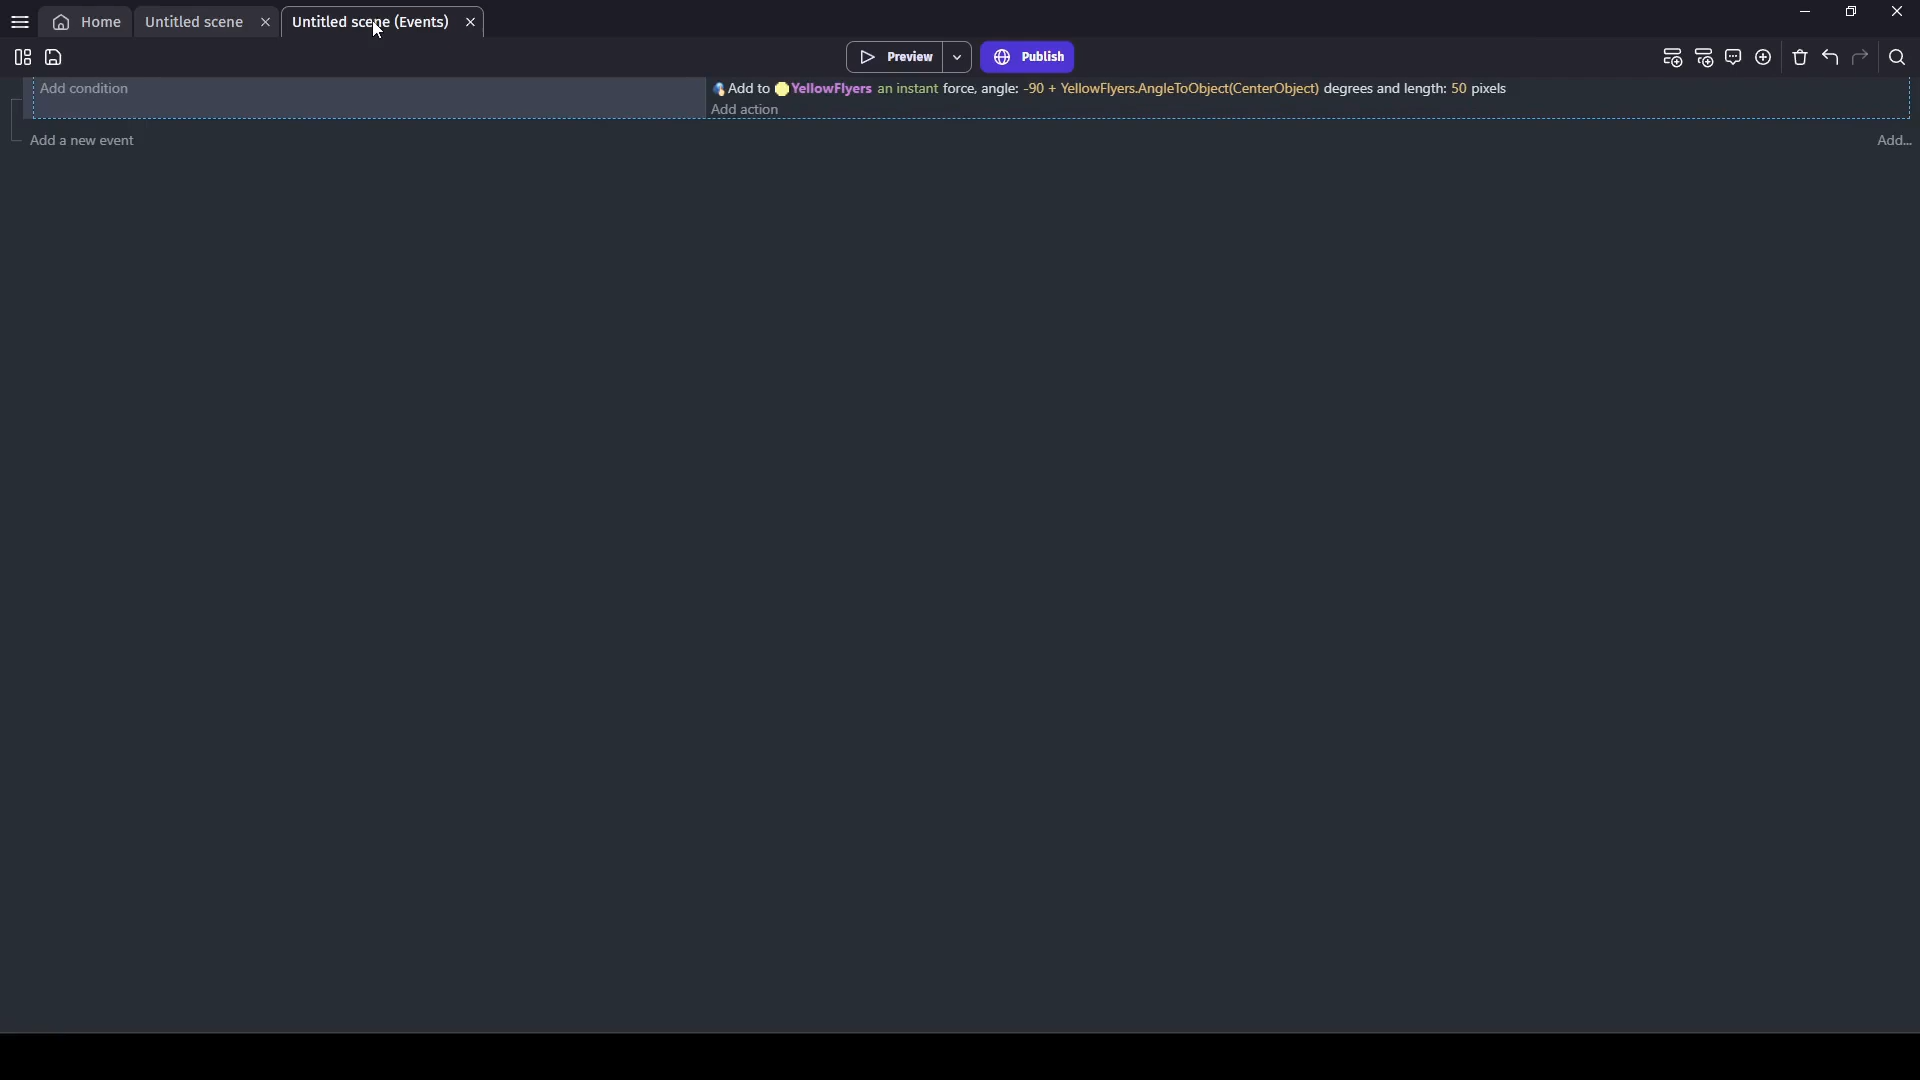 Home
Untitled scene
Untitled scene (Events)
Preview
Publish
Add condition
Add to YellowFlyers an instant force, angle: -90 + YellowFlyers.AngleToObject(CenterObject) degrees and length: 50 pixels
Add action
Add a new event
Add...